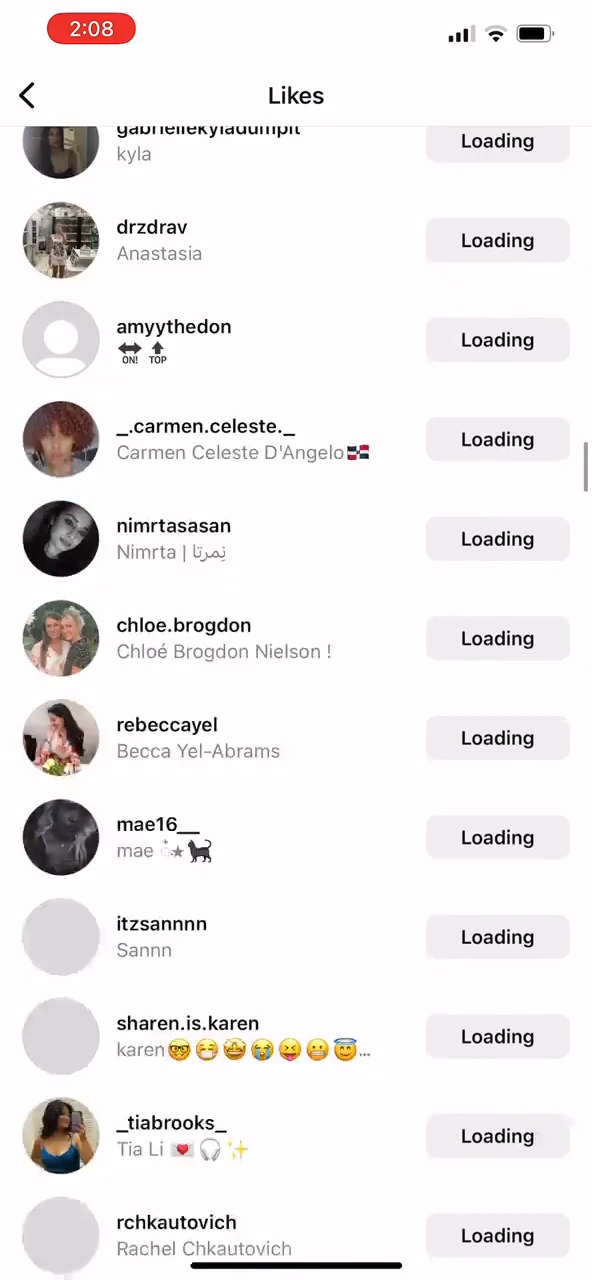 2:08
Likes
gabriellekyladumpit
kyla
Loading
drzdrav
Anastasia
Loading
amyythedon
ON! TOP
Loading
_.carmen.celeste._
Carmen Celeste D'Angelo🇩🇴
Loading
nimrtasasan
Nimrta | نِمرتا
Loading
chloe.brogdon
Chloé Brogdon Nielson !
Loading
rebeccayel
Becca Yel-Abrams
Loading
mae16__
mae
Loading
itzsannnn
Sannn
Loading
sharen.is.karen
karen🤓😷🤩😭😝😬😇...
Loading
_tiabrooks_
Tia Li 💌🎧✨
Loading
rchkautovich
Rachel Chkautovich
Loading